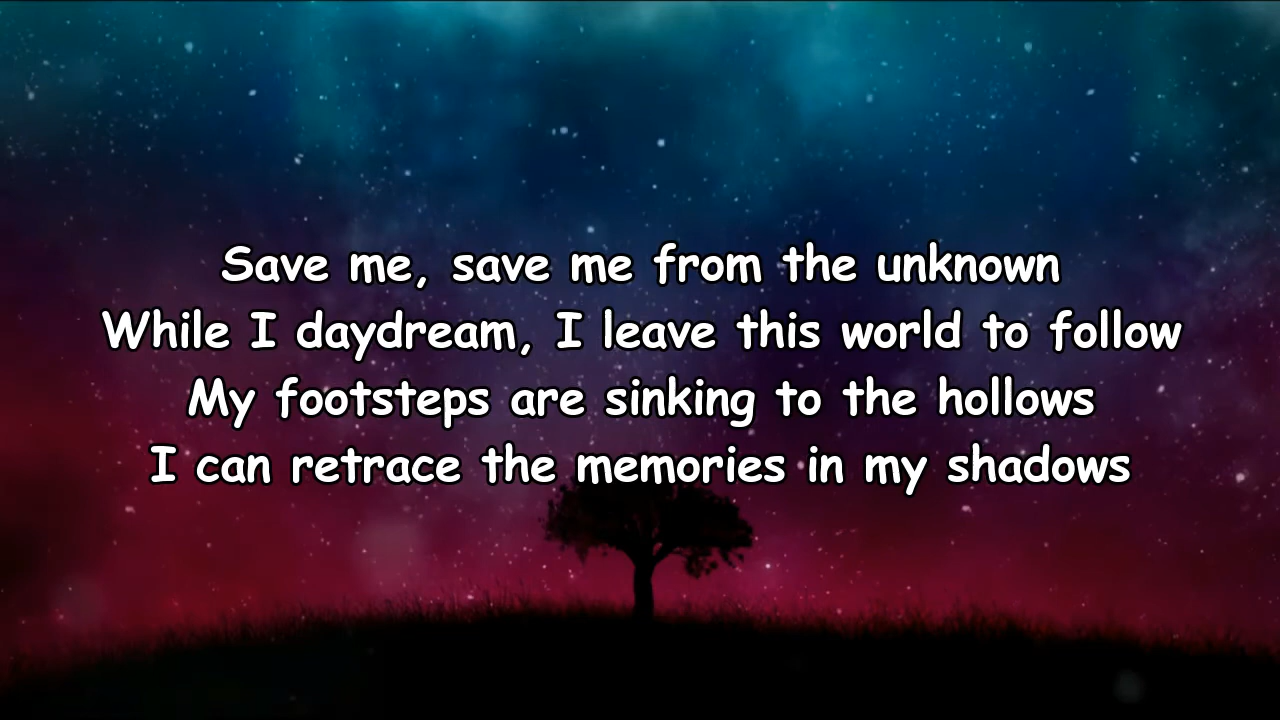 Save me, save me from the unknown
While I daydream, I leave this world to follow
My footsteps are sinking to the hollows
I can retrace the memories in my shadows